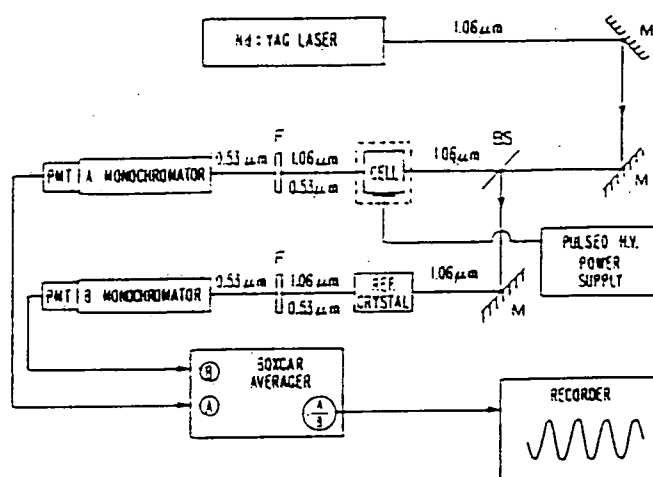 Nd:YAG LASER
1.06μm
M
0.53μm
F
1.06μm
0.53μm
CELL
1.06μm
BS
M
PMT
A MONOCHROMATOR
PULSED H.V.
POWER
SUPPLY
0.53μm
F
1.06μm
0.53μm
REF.
CRYSTAL
1.06μm
M
PMT
B MONOCHROMATOR
BOXCAR
AVERAGER
B
A
A
B
RECORDER